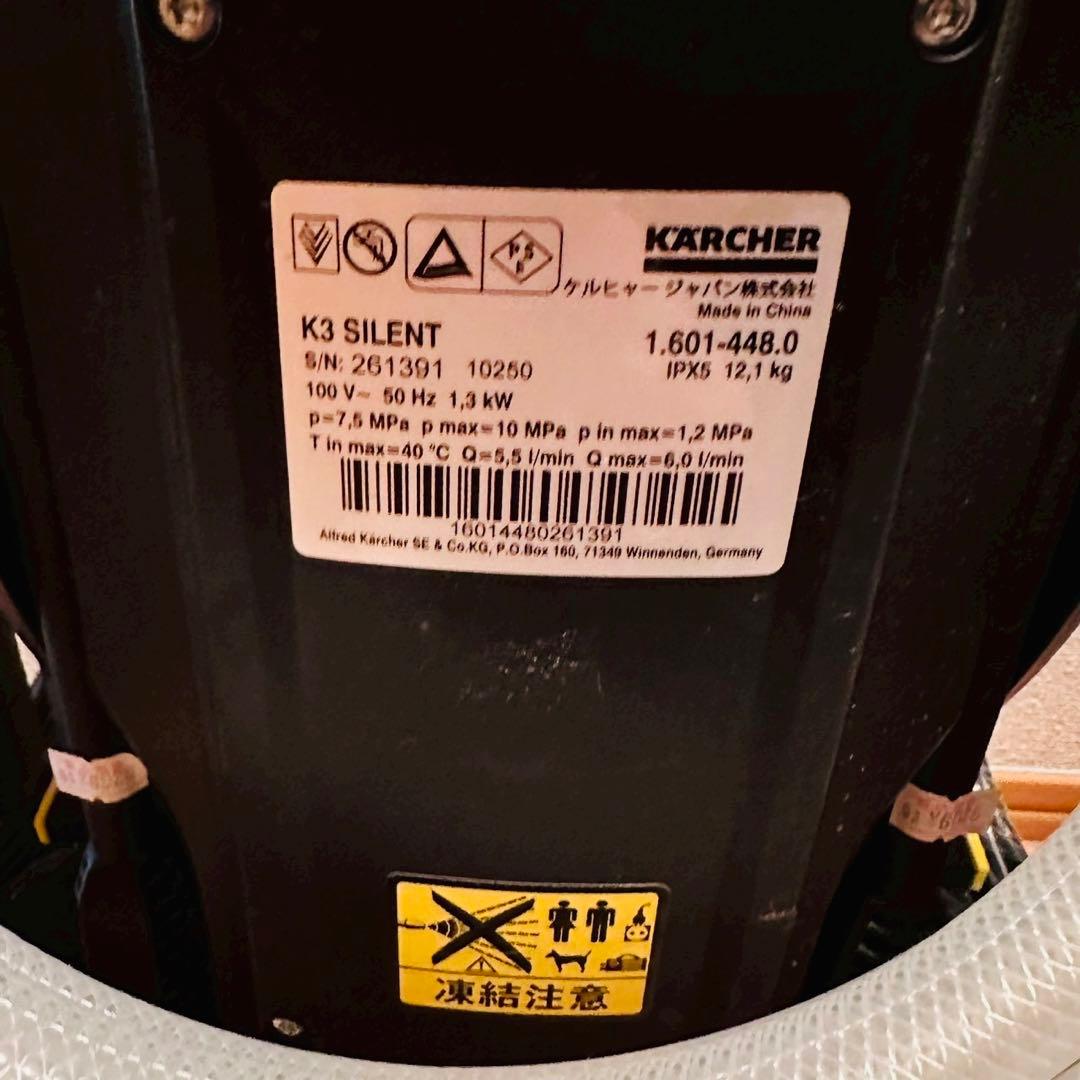 KÄRCHER
ケルヒャー ジャパン株式会社
Made in China
K3 SILENT
1.601-448.0
S/N: 261391 10250
IPX5 12,1 kg
100 V~ 50 Hz 1,3 kW
p=7,5 MPa p max=10 MPa p in max=1,2 MPa
T in max=40 °C Q=5,5 l/min Q max=6,0 l/min
16014480261391
Alfred Kärcher SE & Co.KG, P.O.Box 160, 71349 Winnenden, Germany
凍結注意